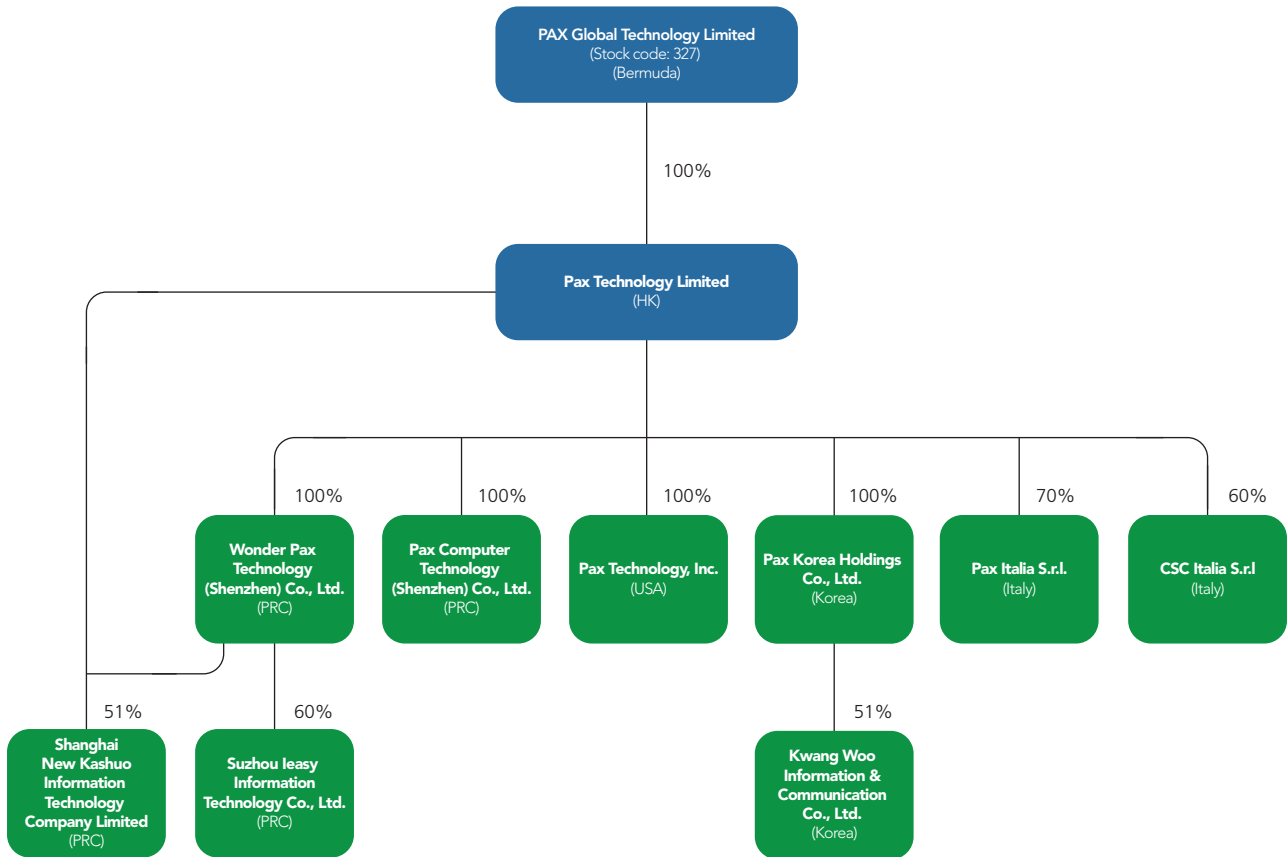 PAX Global Technology Limited
(Stock code: 327)
(Bermuda)
100%
Pax Technology Limited
(HK)
100%
100%
100%
100%
70%
60%
Wonder Pax
Technology
(Shenzhen) Co., Ltd.
(PRC)
Pax Computer
Technology
(Shenzhen) Co., Ltd.
(PRC)
Pax Technology, Inc.
(USA)
Pax Korea Holdings
Co., Ltd.
(Korea)
Pax Italia S.r.l.
(Italy)
CSC Italia S.r.l
(Italy)
51%
60%
51%
Shanghai
New Kashuo
Information
Technology
Company Limited
(PRC)
Suzhou Ieasy
Information
Technology Co., Ltd.
(PRC)
Kwang Woo
Information &
Communication
Co., Ltd.
(Korea)